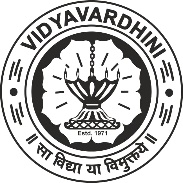 VIDYAVARDHINI
Estd. 1971
॥ सा विद्या या विमुक्तये ॥